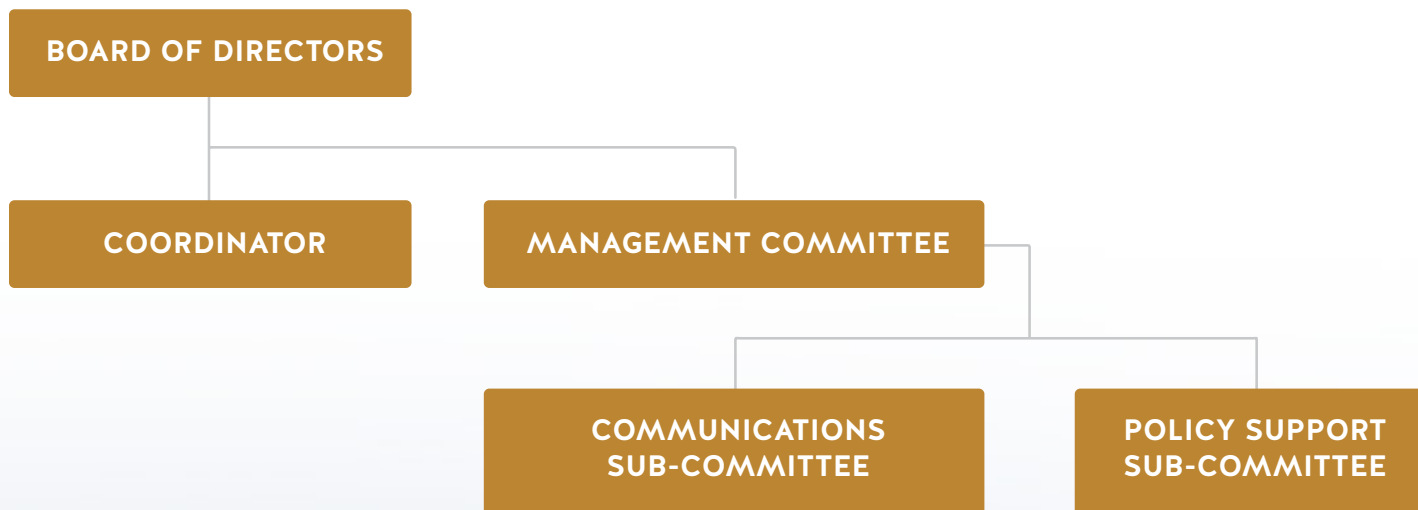 BOARD OF DIRECTORS
COORDINATOR
MANAGEMENT COMMITTEE
COMMUNICATIONS
SUB-COMMITTEE
POLICY SUPPORT
SUB-COMMITTEE